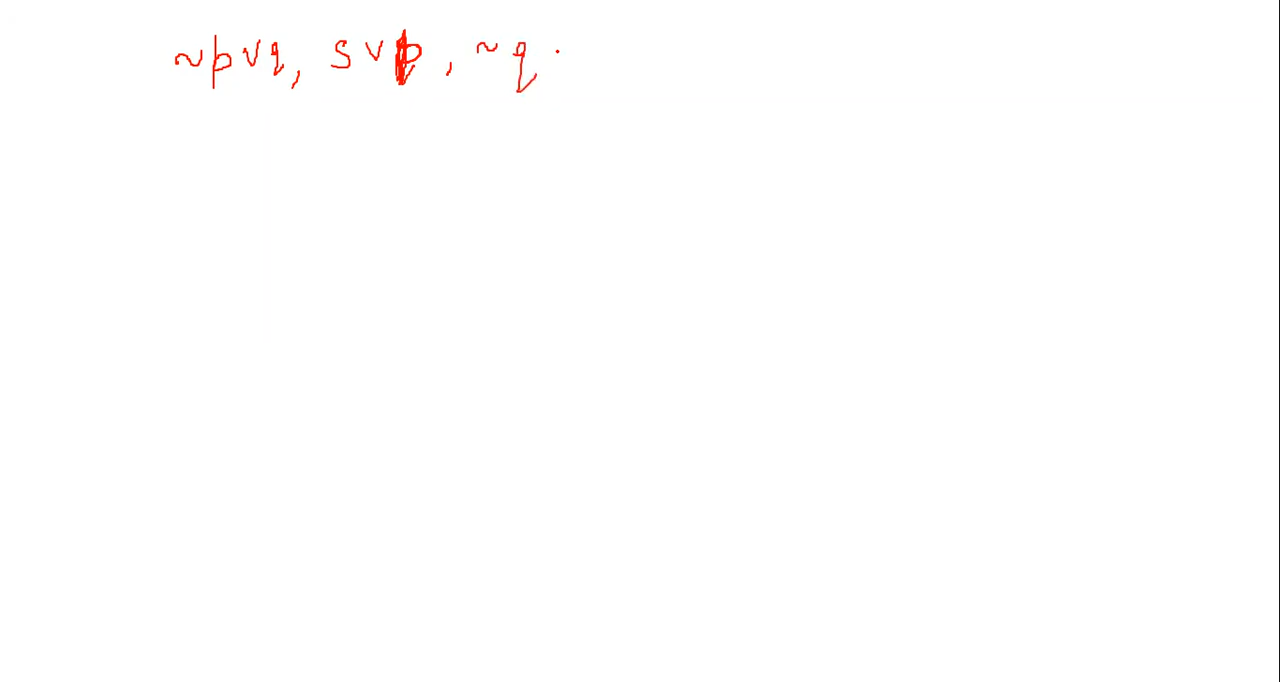 ~p∨q, s∨p, ~q.